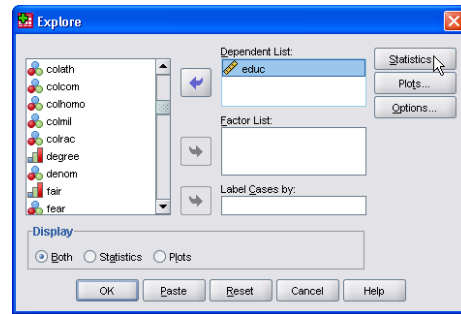 Explore
colath
colcom
colhomo
colmil
colrac
degree
denom
fair
fear
Dependent List:
educ
Factor List:
Label Cases by:
Statistics...
Plots...
Options...
Display
Both Statistics Plots
OK Paste Reset Cancel Help